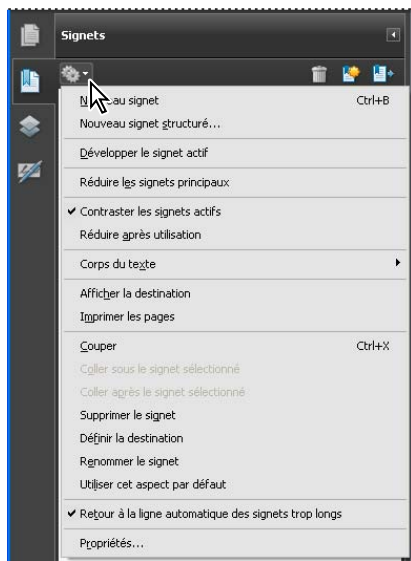 Signets
Nouveau signet Ctrl+B
Nouveau signet structuré...
Développer le signet actif
Réduire les signets principaux
Contraster les signets actifs
Réduire après utilisation
Corps du texte
Afficher la destination
Imprimer les pages
Couper Ctrl+X
Coller sous le signet sélectionné
Coller après le signet sélectionné
Supprimer le signet
Définir la destination
Renommer le signet
Utiliser cet aspect par défaut
Retour à la ligne automatique des signets trop longs
Propriétés...